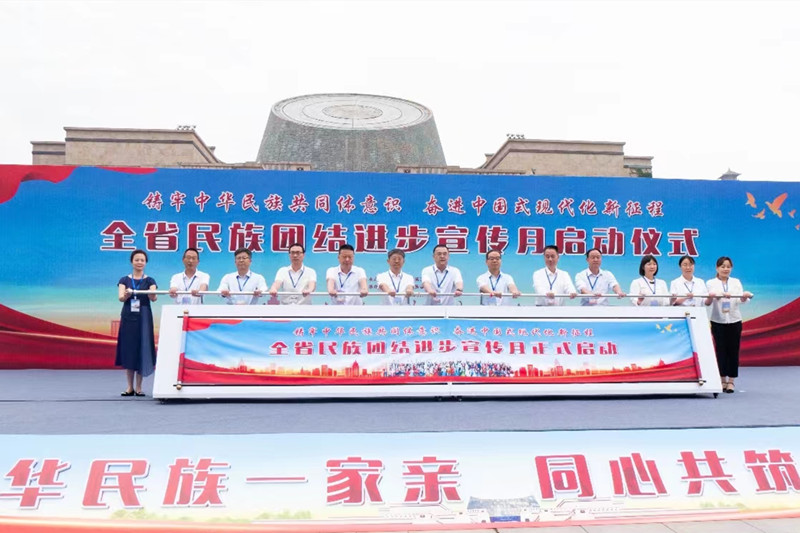 铸牢中华民族共同体意识 奋进中国式现代化新征程
全省民族团结进步宣传月启动仪式
铸牢中华民族共同体意识 奋进中国式现代化新征程
全省民族团结进步宣传月正式启动
华民族一家亲 同心共筑